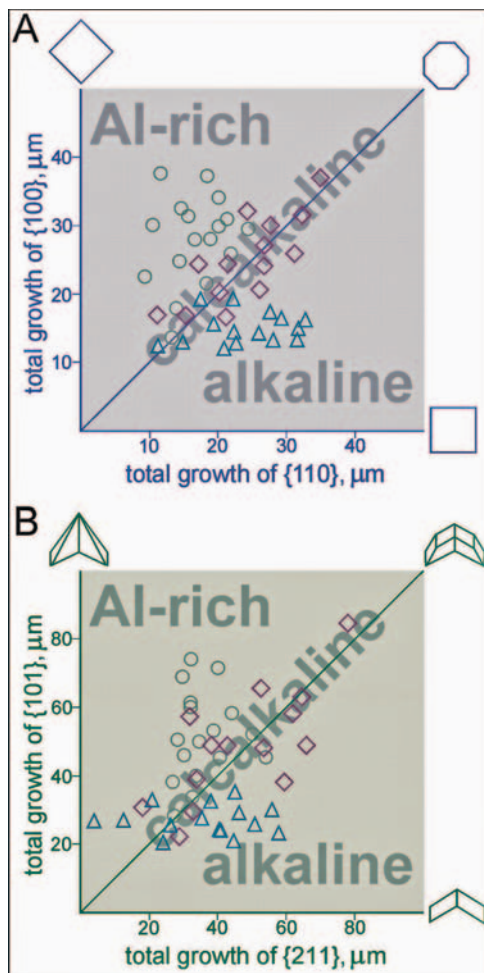 A
Al-rich
calcalkaline
alkaline
total growth of {100}, µm
40
30
20
10
10
20
30
40
total growth of {110}, µm
B
Al-rich
calcalkaline
alkaline
total growth of {101}, µm
80
60
40
20
20
40
60
80
total growth of {211}, µm